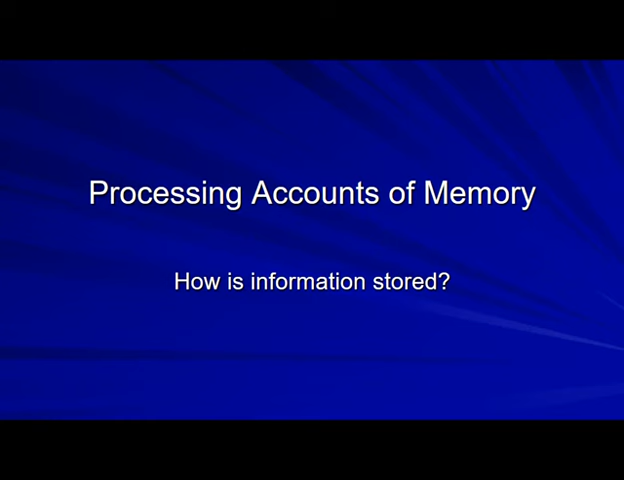 Processing Accounts of Memory
How is information stored?